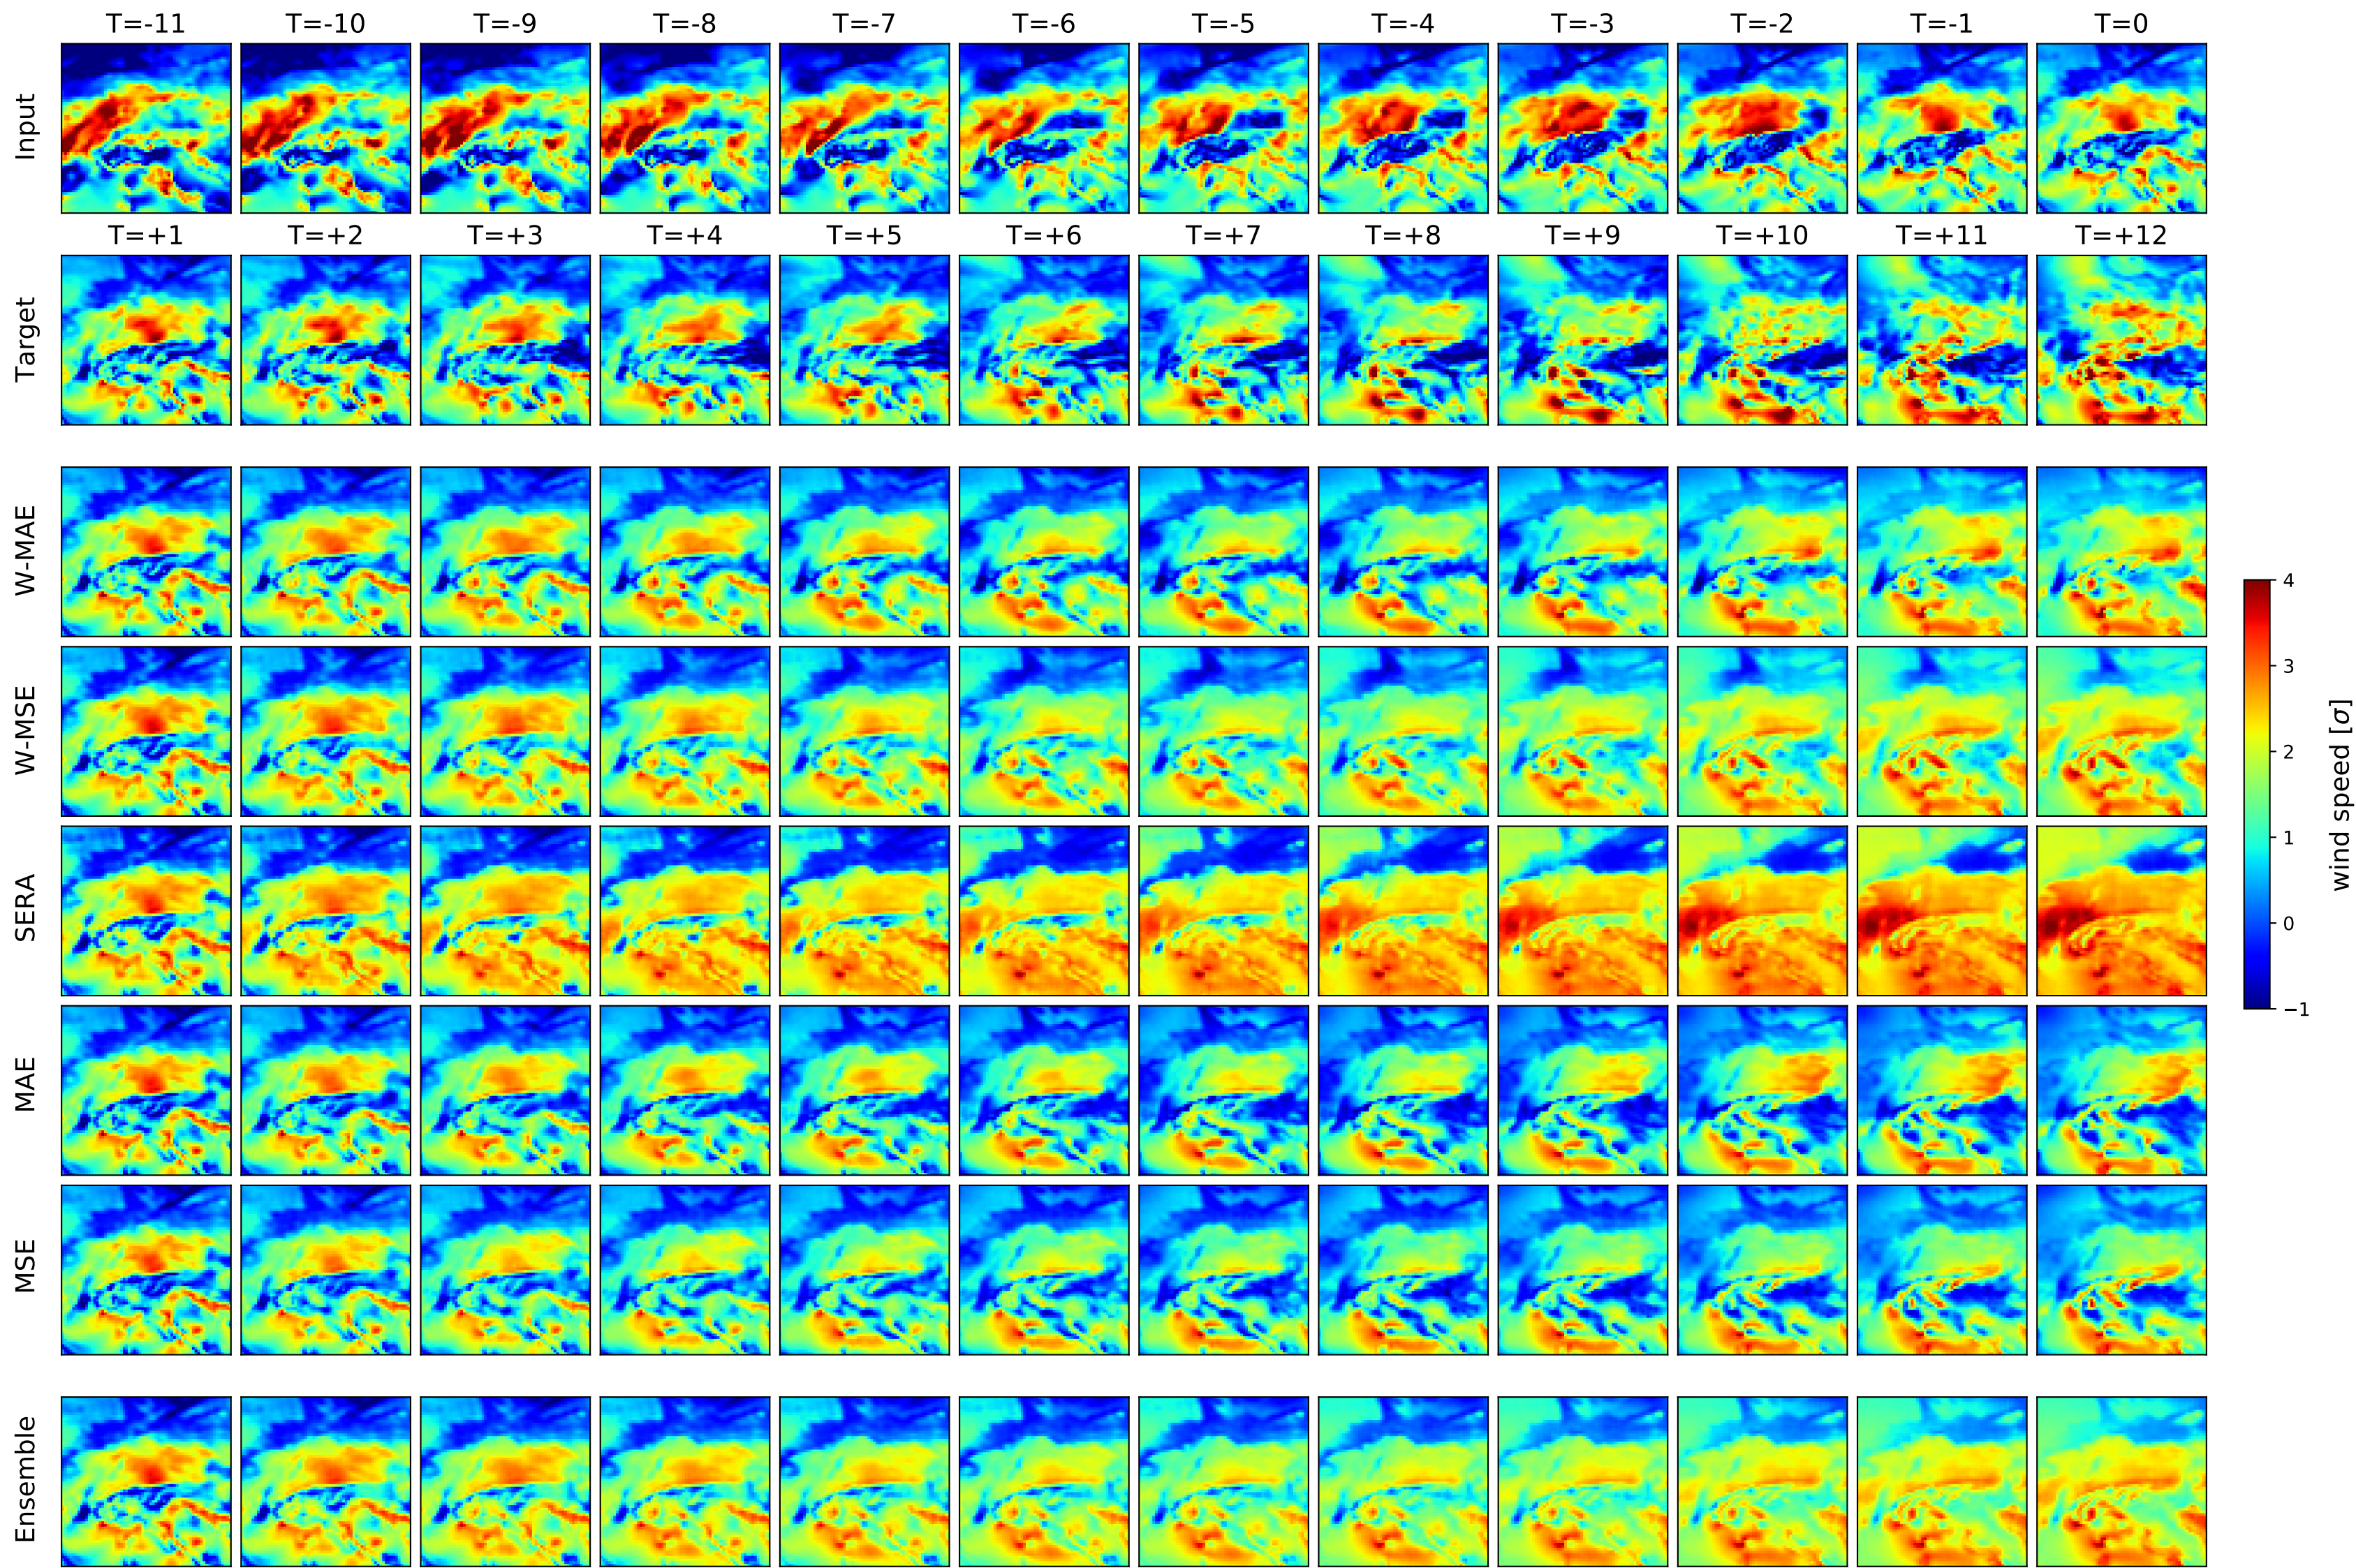 T=-11 T=-10 T=-9 T=-8 T=-7 T=-6 T=-5 T=-4 T=-3 T=-2 T=-1 T=0
Input
T=+1 T=+2 T=+3 T=+4 T=+5 T=+6 T=+7 T=+8 T=+9 T=+10 T=+11 T=+12
Target
W-MAE
W-MSE
SERA
MAE
MSE
Ensemble
4
3
2
1
0
−1
wind speed [σ]